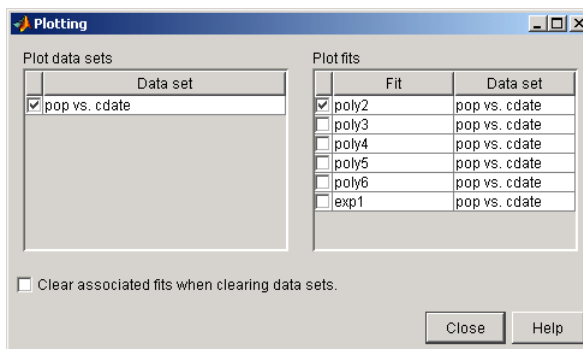 Plotting
Plot data sets
Data set
pop vs. cdate
Plot fits
Fit Data set
poly2 pop vs. cdate
poly3 pop vs. cdate
poly4 pop vs. cdate
poly5 pop vs. cdate
poly6 pop vs. cdate
exp1 pop vs. cdate
Clear associated fits when clearing data sets.
Close Help